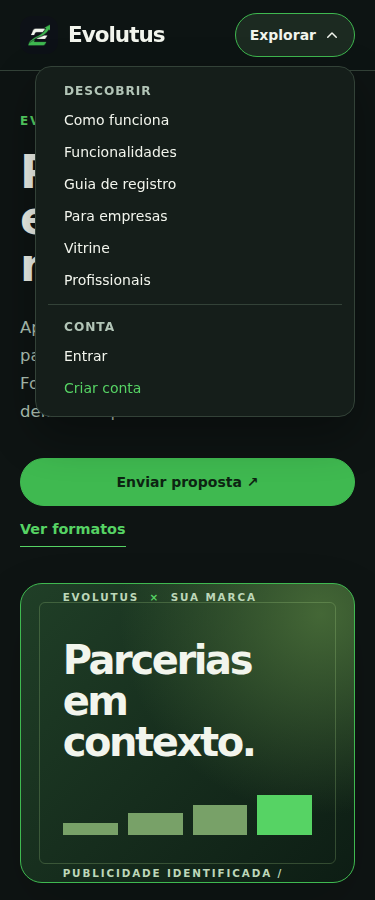 Evolutus
Explorar
DESCOBRIR
Como funciona
Funcionalidades
Guia de registro
Para empresas
Vitrine
Profissionais
CONTA
Entrar
Criar conta
Enviar proposta ↗
Ver formatos
EVOLUTUS × SUA MARCA
Parcerias
em
contexto.
PUBLICIDADE IDENTIFICADA /